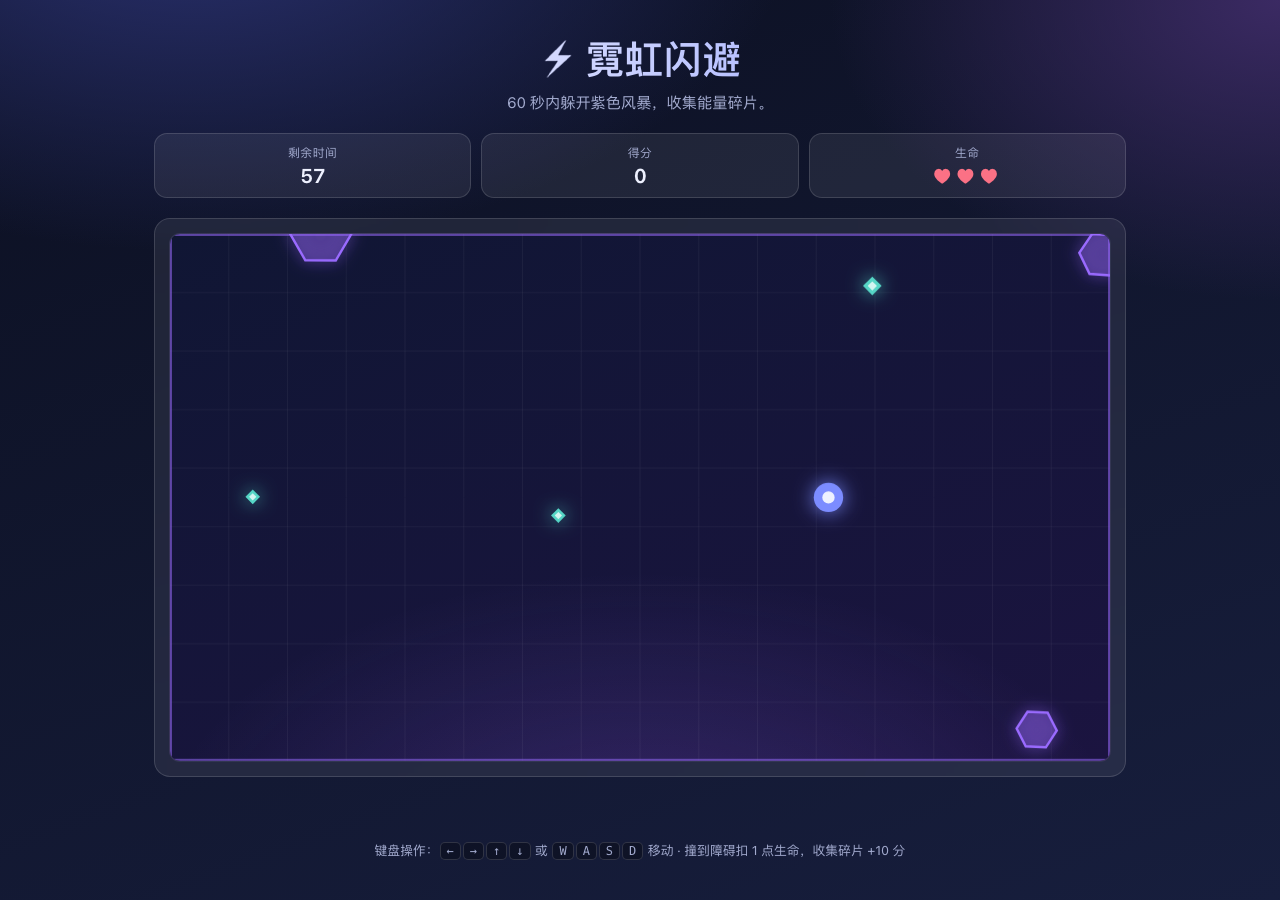 ⚡ 霓虹闪避
60 秒内躲开紫色风暴，收集能量碎片。
剩余时间
57
得分
0
生命
键盘操作： ← → ↑ ↓ 或 W A S D 移动 · 撞到障碍扣 1 点生命，收集碎片 +10 分